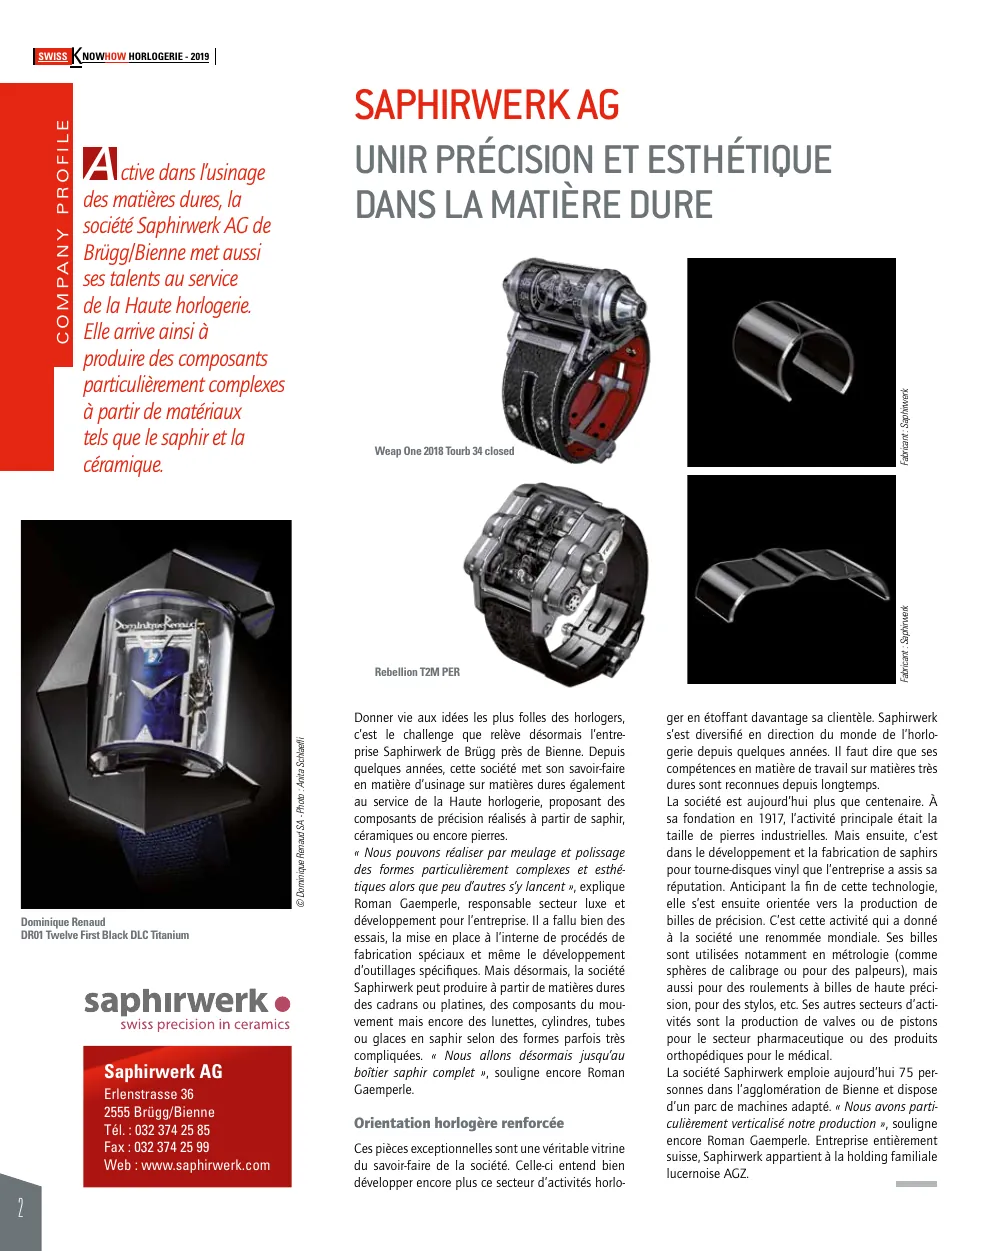 SWISS KNOWHOW HORLOGERIE - 2019
COMPANY PROFILE
SAPHIRWERK AG
UNIR PRÉCISION ET ESTHÉTIQUE
DANS LA MATIÈRE DURE
Active dans l'usinage
des matières dures, la
société Saphirwerk AG de
Brügg/Bienne met aussi
ses talents au service
de la Haute horlogerie.
Elle arrive ainsi à
produire des composants
particulièrement complexes
à partir de matériaux
tels que le saphir et la
céramique.
Weap One 2018 Tourb 34 closed
Fabricant : Saphirwerk
Rebellion T2M PER
Fabricant : Saphirwerk
DominiqueRenaud
© Dominique Renaud SA - Photo : Anita Schlaefli
Dominique Renaud
DR01 Twelve First Black DLC Titanium
saphırwerk
swiss precision in ceramics
Saphirwerk AG
Erlenstrasse 36
2555 Brügg/Bienne
Tél. : 032 374 25 85
Fax : 032 374 25 99
Web : www.saphirwerk.com
Donner vie aux idées les plus folles des horlogers,
c'est le challenge que relève désormais l'entre-
prise Saphirwerk de Brügg près de Bienne. Depuis
quelques années, cette société met son savoir-faire
en matière d'usinage sur matières dures également
au service de la Haute horlogerie, proposant des
composants de précision réalisés à partir de saphir,
céramiques ou encore pierres.
« Nous pouvons réaliser par meulage et polissage
des formes particulièrement complexes et esthé-
tiques alors que peu d'autres s'y lancent », explique
Roman Gaemperle, responsable secteur luxe et
développement pour l'entreprise. Il a fallu bien des
essais, la mise en place à l'interne de procédés de
fabrication spéciaux et même le développement
d'outillages spécifiques. Mais désormais, la société
Saphirwerk peut produire à partir de matières dures
des cadrans ou platines, des composants du mou-
vement mais encore des lunettes, cylindres, tubes
ou glaces en saphir selon des formes parfois très
compliquées. « Nous allons désormais jusqu'au
boîtier saphir complet », souligne encore Roman
Gaemperle.
Orientation horlogère renforcée
Ces pièces exceptionnelles sont une véritable vitrine
du savoir-faire de la société. Celle-ci entend bien
développer encore plus ce secteur d'activités horlo-
ger en étoffant davantage sa clientèle. Saphirwerk
s'est diversifié en direction du monde de l'horlo-
gerie depuis quelques années. Il faut dire que ses
compétences en matière de travail sur matières très
dures sont reconnues depuis longtemps.
La société est aujourd'hui plus que centenaire. À
sa fondation en 1917, l'activité principale était la
taille de pierres industrielles. Mais ensuite, c'est
dans le développement et la fabrication de saphirs
pour tourne-disques vinyl que l'entreprise a assis sa
réputation. Anticipant la fin de cette technologie,
elle s'est ensuite orientée vers la production de
billes de précision. C'est cette activité qui a donné
à la société une renommée mondiale. Ses billes
sont utilisées notamment en métrologie (comme
sphères de calibrage ou pour des palpeurs), mais
aussi pour des roulements à billes de haute préci-
sion, pour des stylos, etc. Ses autres secteurs d'acti-
vités sont la production de valves ou de pistons
pour le secteur pharmaceutique ou des produits
orthopédiques pour le médical.
La société Saphirwerk emploie aujourd'hui 75 per-
sonnes dans l'agglomération de Bienne et dispose
d'un parc de machines adapté. « Nous avons parti-
culièrement verticalisé notre production », souligne
encore Roman Gaemperle. Entreprise entièrement
suisse, Saphirwerk appartient à la holding familiale
lucernoise AGZ.
2